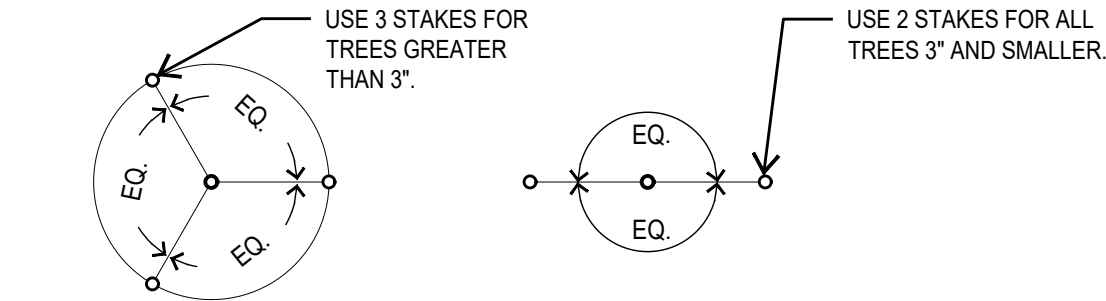 USE 3 STAKES FOR
TREES GREATER
THAN 3".
EQ.
EQ.
EQ.
USE 2 STAKES FOR ALL
TREES 3" AND SMALLER.
EQ.
EQ.